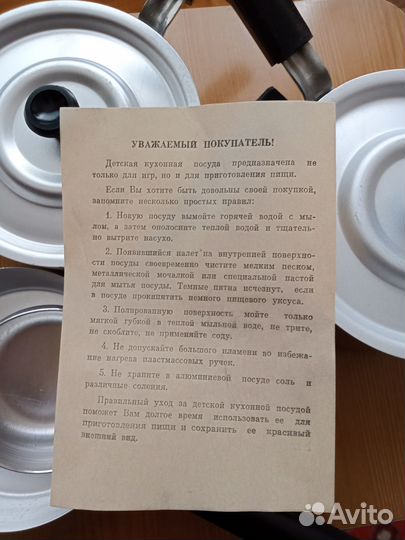 УВАЖАЕМЫЙ ПОКУПАТЕЛЬ!
Детская кухонная посуда предназначена не
только для игр, но и для приготовления пищи.
Если Вы хотите быть довольны своей покупкой,
запомните несколько простых правил:
1. Новую посуду вымойте горячей водой с мы-
лом, а затем ополосните теплой водой и тщатель-
но вытрите насухо.
2. Появившийся налет на внутренней поверхно-
сти посуды своевременно чистите мелким песком,
металлической мочалкой или специальной пастой
для мытья посуды. Темные пятна исчезнут, если
в посуде прокипятить немного пищевого уксуса.
3. Полированную поверхность мойте только
мягкой губкой в теплой мыльной воде, не трите,
не скоблите, не применяйте соду.
4. Не допускайте большого пламени во избежа-
ние нагрева пластмассовых ручек.
5. Не храните в алюминиевой посуде соль и
различные соления.
Правильный уход за детской кухонной посудой
поможет Вам долгое время использовать ее для
приготовления пищи и сохранить ее красивый
внешний вид.
Avito